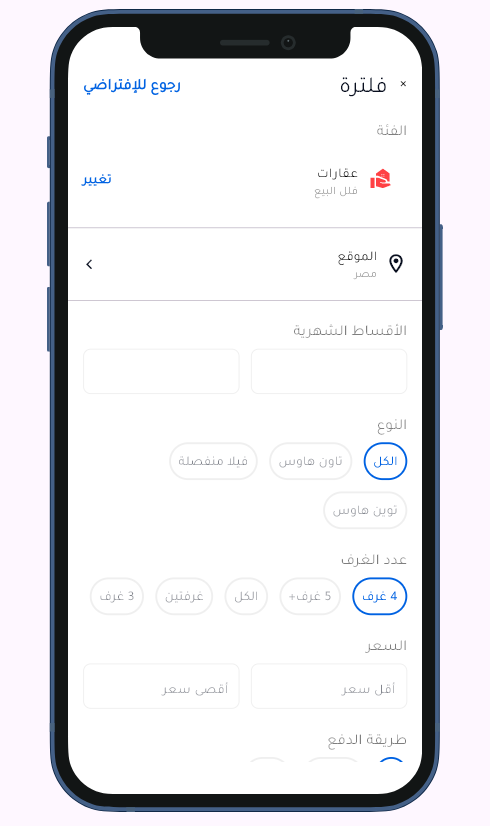 × فلترة رجوع للإفتراضي
الفئة
عقارات تغيير
فلل البيع
الموقع
مصر
الأقساط الشهرية
النوع
الكل تاون هاوس فيلا منفصلة
توين هاوس
عدد الغرف
4 غرف 5 غرف+ الكل غرفتين 3 غرف
السعر
أقل سعر أقصى سعر
طريقة الدفع